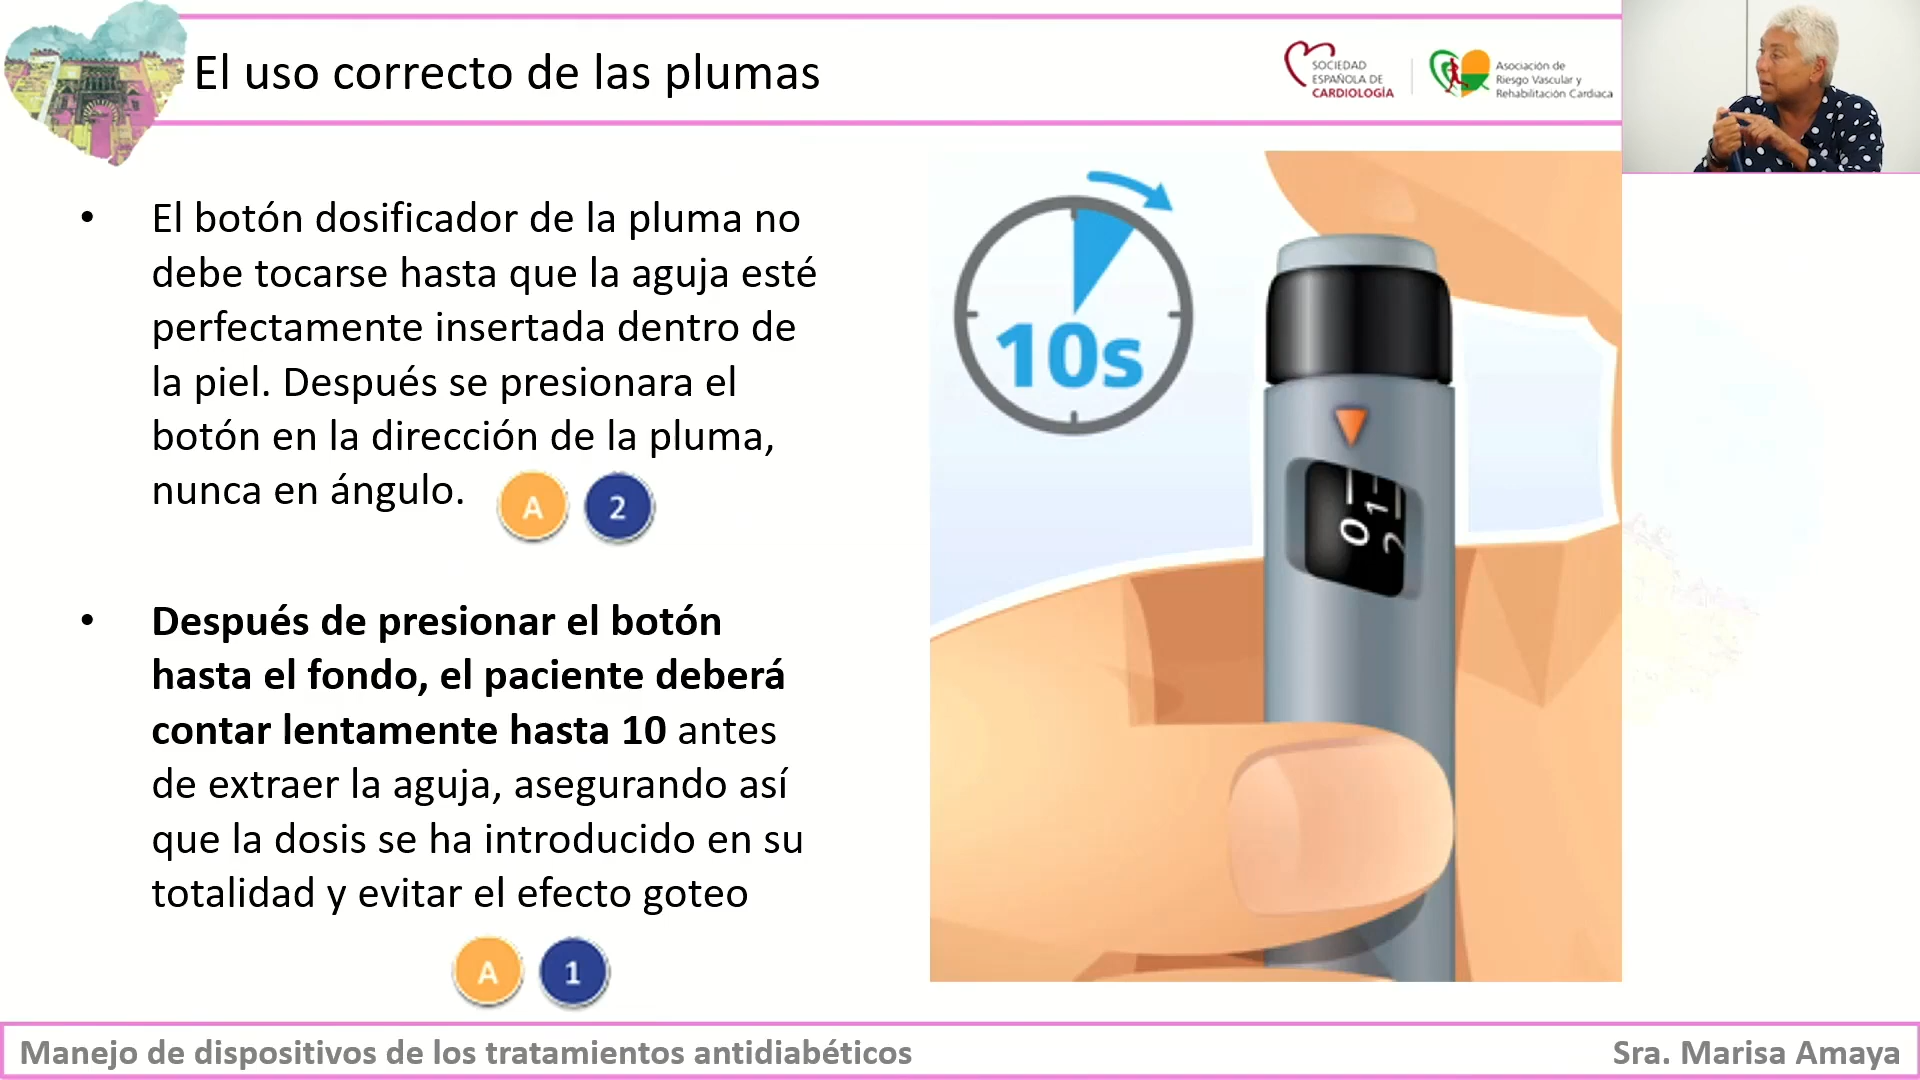 El uso correcto de las plumas
SOCIEDAD
ESPAÑOLA DE
CARDIOLOGÍA
Asociación de
Riesgo Vascular y
Rehabilitación Cardiaca
• El botón dosificador de la pluma no
debe tocarse hasta que la aguja esté
perfectamente insertada dentro de
la piel. Después se presionara el
botón en la dirección de la pluma,
nunca en ángulo.
A 2
• Después de presionar el botón
hasta el fondo, el paciente deberá
contar lentamente hasta 10 antes
de extraer la aguja, asegurando así
que la dosis se ha introducido en su
totalidad y evitar el efecto goteo
A 1
10s
0 1
2
Manejo de dispositivos de los tratamientos antidiabéticos
Sra. Marisa Amaya